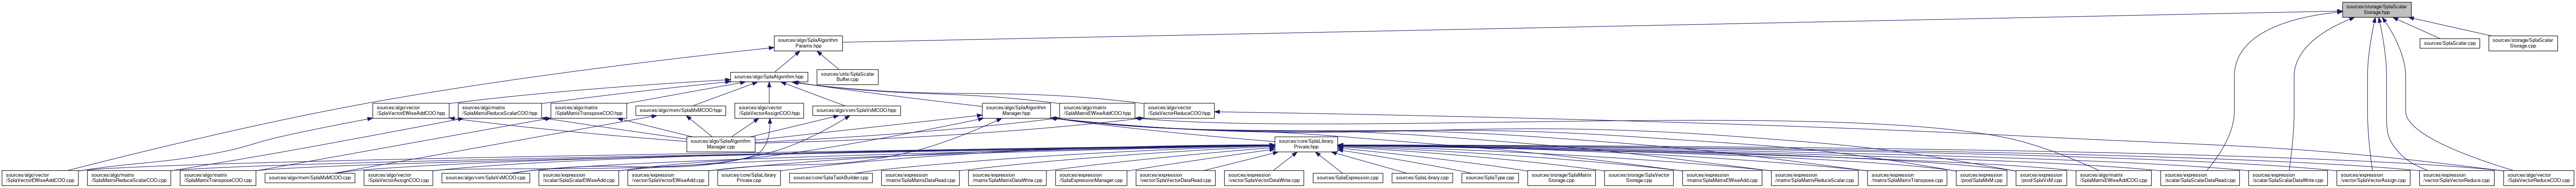 sources/storage/SplaScalar
Storage.hpp
sources/algo/SplaAlgorithm
Params.hpp
sources/SplaScalar.cpp
sources/storage/SplaScalar
Storage.cpp
sources/algo/SplaAlgorithm.hpp
sources/utils/SplaScalar
Buffer.cpp
sources/algo/vector
/SplaVectorEWiseAddCOO.hpp
sources/algo/matrix
/SplaMatrixReduceScalarCOO.hpp
sources/algo/matrix
/SplaMatrixTransposeCOO.hpp
sources/algo/mxm/SplaMxMCOO.hpp
sources/algo/vector
/SplaVectorAssignCOO.hpp
sources/algo/vxm/SplaVxMCOO.hpp
sources/algo/SplaAlgorithm
Manager.hpp
sources/algo/matrix
/SplaMatrixEWiseAddCOO.hpp
sources/algo/vector
/SplaVectorReduceCOO.hpp
sources/algo/SplaAlgorithm
Manager.cpp
sources/core/SplaLibrary
Private.hpp
sources/algo/vector
/SplaVectorEWiseAddCOO.cpp
sources/algo/matrix
/SplaMatrixReduceScalarCOO.cpp
sources/algo/matrix
/SplaMatrixTransposeCOO.cpp
sources/algo/mxm/SplaMxMCOO.cpp
sources/algo/vector
/SplaVectorAssignCOO.cpp
sources/algo/vxm/SplaVxMCOO.cpp
sources/expression
/scalar/SplaScalarEWiseAdd.cpp
sources/expression
/vector/SplaVectorEWiseAdd.cpp
sources/core/SplaLibrary
Private.cpp
sources/core/SplaTaskBuilder.cpp
sources/expression
/matrix/SplaMatrixDataRead.cpp
sources/expression
/matrix/SplaMatrixDataWrite.cpp
sources/expression
/SplaExpressionManager.cpp
sources/expression
/vector/SplaVectorDataRead.cpp
sources/expression
/vector/SplaVectorDataWrite.cpp
sources/SplaExpression.cpp
sources/SplaLibrary.cpp
sources/SplaType.cpp
sources/storage/SplaMatrix
Storage.cpp
sources/storage/SplaVector
Storage.cpp
sources/expression
/matrix/SplaMatrixEWiseAdd.cpp
sources/expression
/matrix/SplaMatrixReduceScalar.cpp
sources/expression
/matrix/SplaMatrixTranspose.cpp
sources/expression
/prod/SplaMxM.cpp
sources/expression
/prod/SplaVxM.cpp
sources/algo/matrix
/SplaMatrixEWiseAddCOO.cpp
sources/expression
/scalar/SplaScalarDataRead.cpp
sources/expression
/scalar/SplaScalarDataWrite.cpp
sources/expression
/vector/SplaVectorAssign.cpp
sources/expression
/vector/SplaVectorReduce.cpp
sources/algo/vector
/SplaVectorReduceCOO.cpp